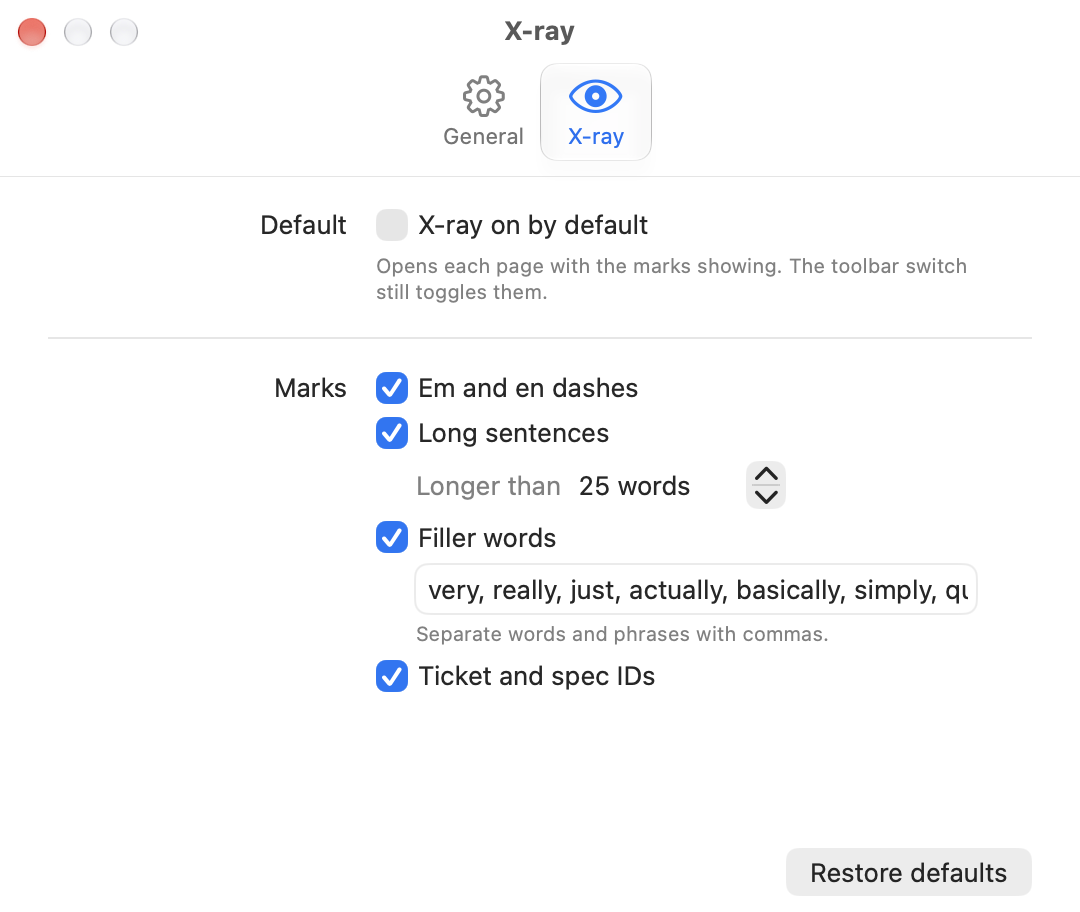 X-ray
General
X-ray
Default
X-ray on by default
Opens each page with the marks showing. The toolbar switch
still toggles them.
Marks
Em and en dashes
Long sentences
Longer than 25 words
Filler words
very, really, just, actually, basically, simply,
Separate words and phrases with commas.
Ticket and spec IDs
Restore defaults